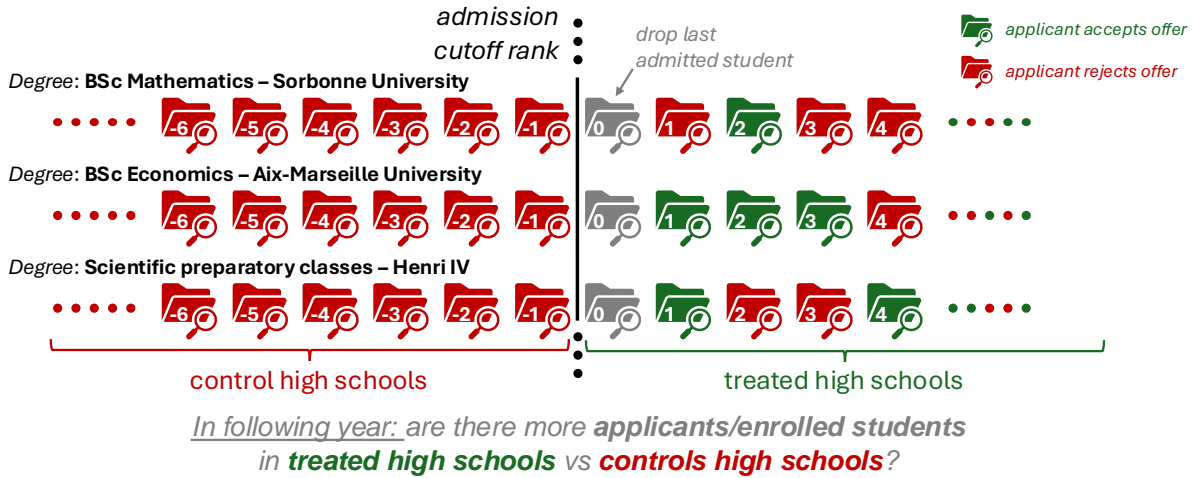 admission
cutoff rank
drop last
admitted student
applicant accepts offer
applicant rejects offer
Degree: BSc Mathematics – Sorbonne University
-6 -5 -4 -3 -2 -1 0 1 2 3 4
Degree: BSc Economics – Aix-Marseille University
-6 -5 -4 -3 -2 -1 0 1 2 3 4
Degree: Scientific preparatory classes – Henri IV
-6 -5 -4 -3 -2 -1 0 1 2 3 4
control high schools
treated high schools
In following year: are there more applicants/enrolled students
in treated high schools vs controls high schools?